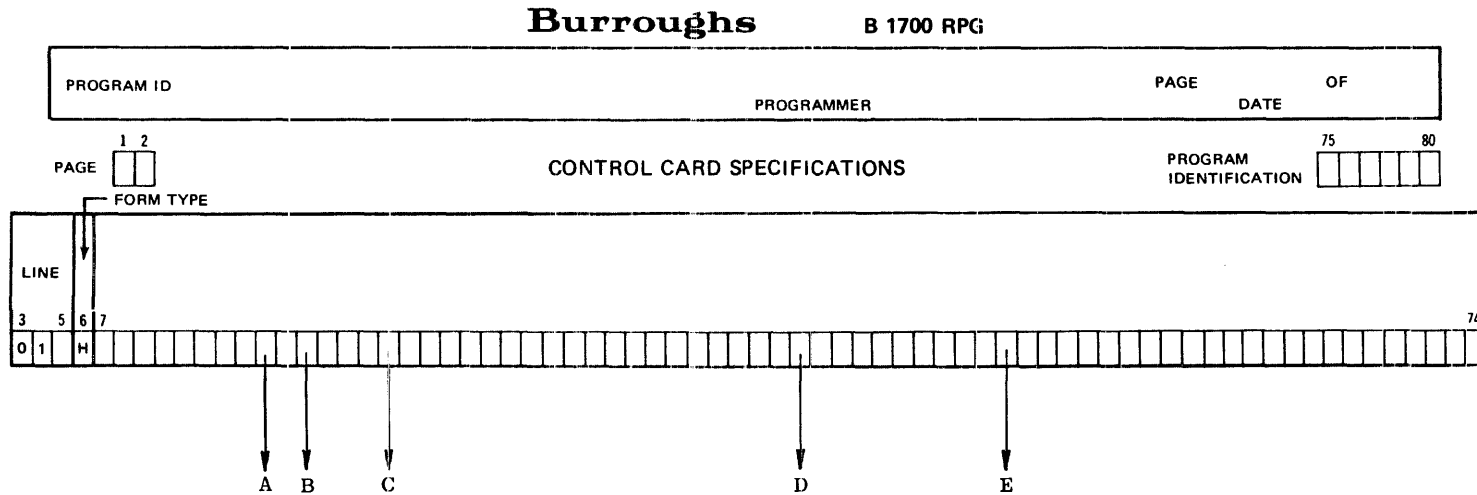 Burroughs B 1700 RPG
PROGRAM ID PROGRAMMER PAGE OF DATE
1 2 75 80
PAGE CONTROL CARD SPECIFICATIONS PROGRAM IDENTIFICATION
FORM TYPE
LINE
3 5 6 7 74
0 1 H
A B C D E